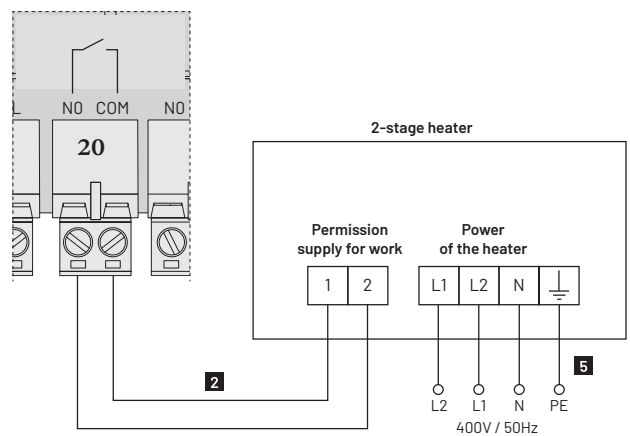 L
NO COM
NO
20
2-stage heater
Permission
supply for work
Power
of the heater
1 2
L1 L2 N
2
5
L2 L1 N PE
400V / 50Hz